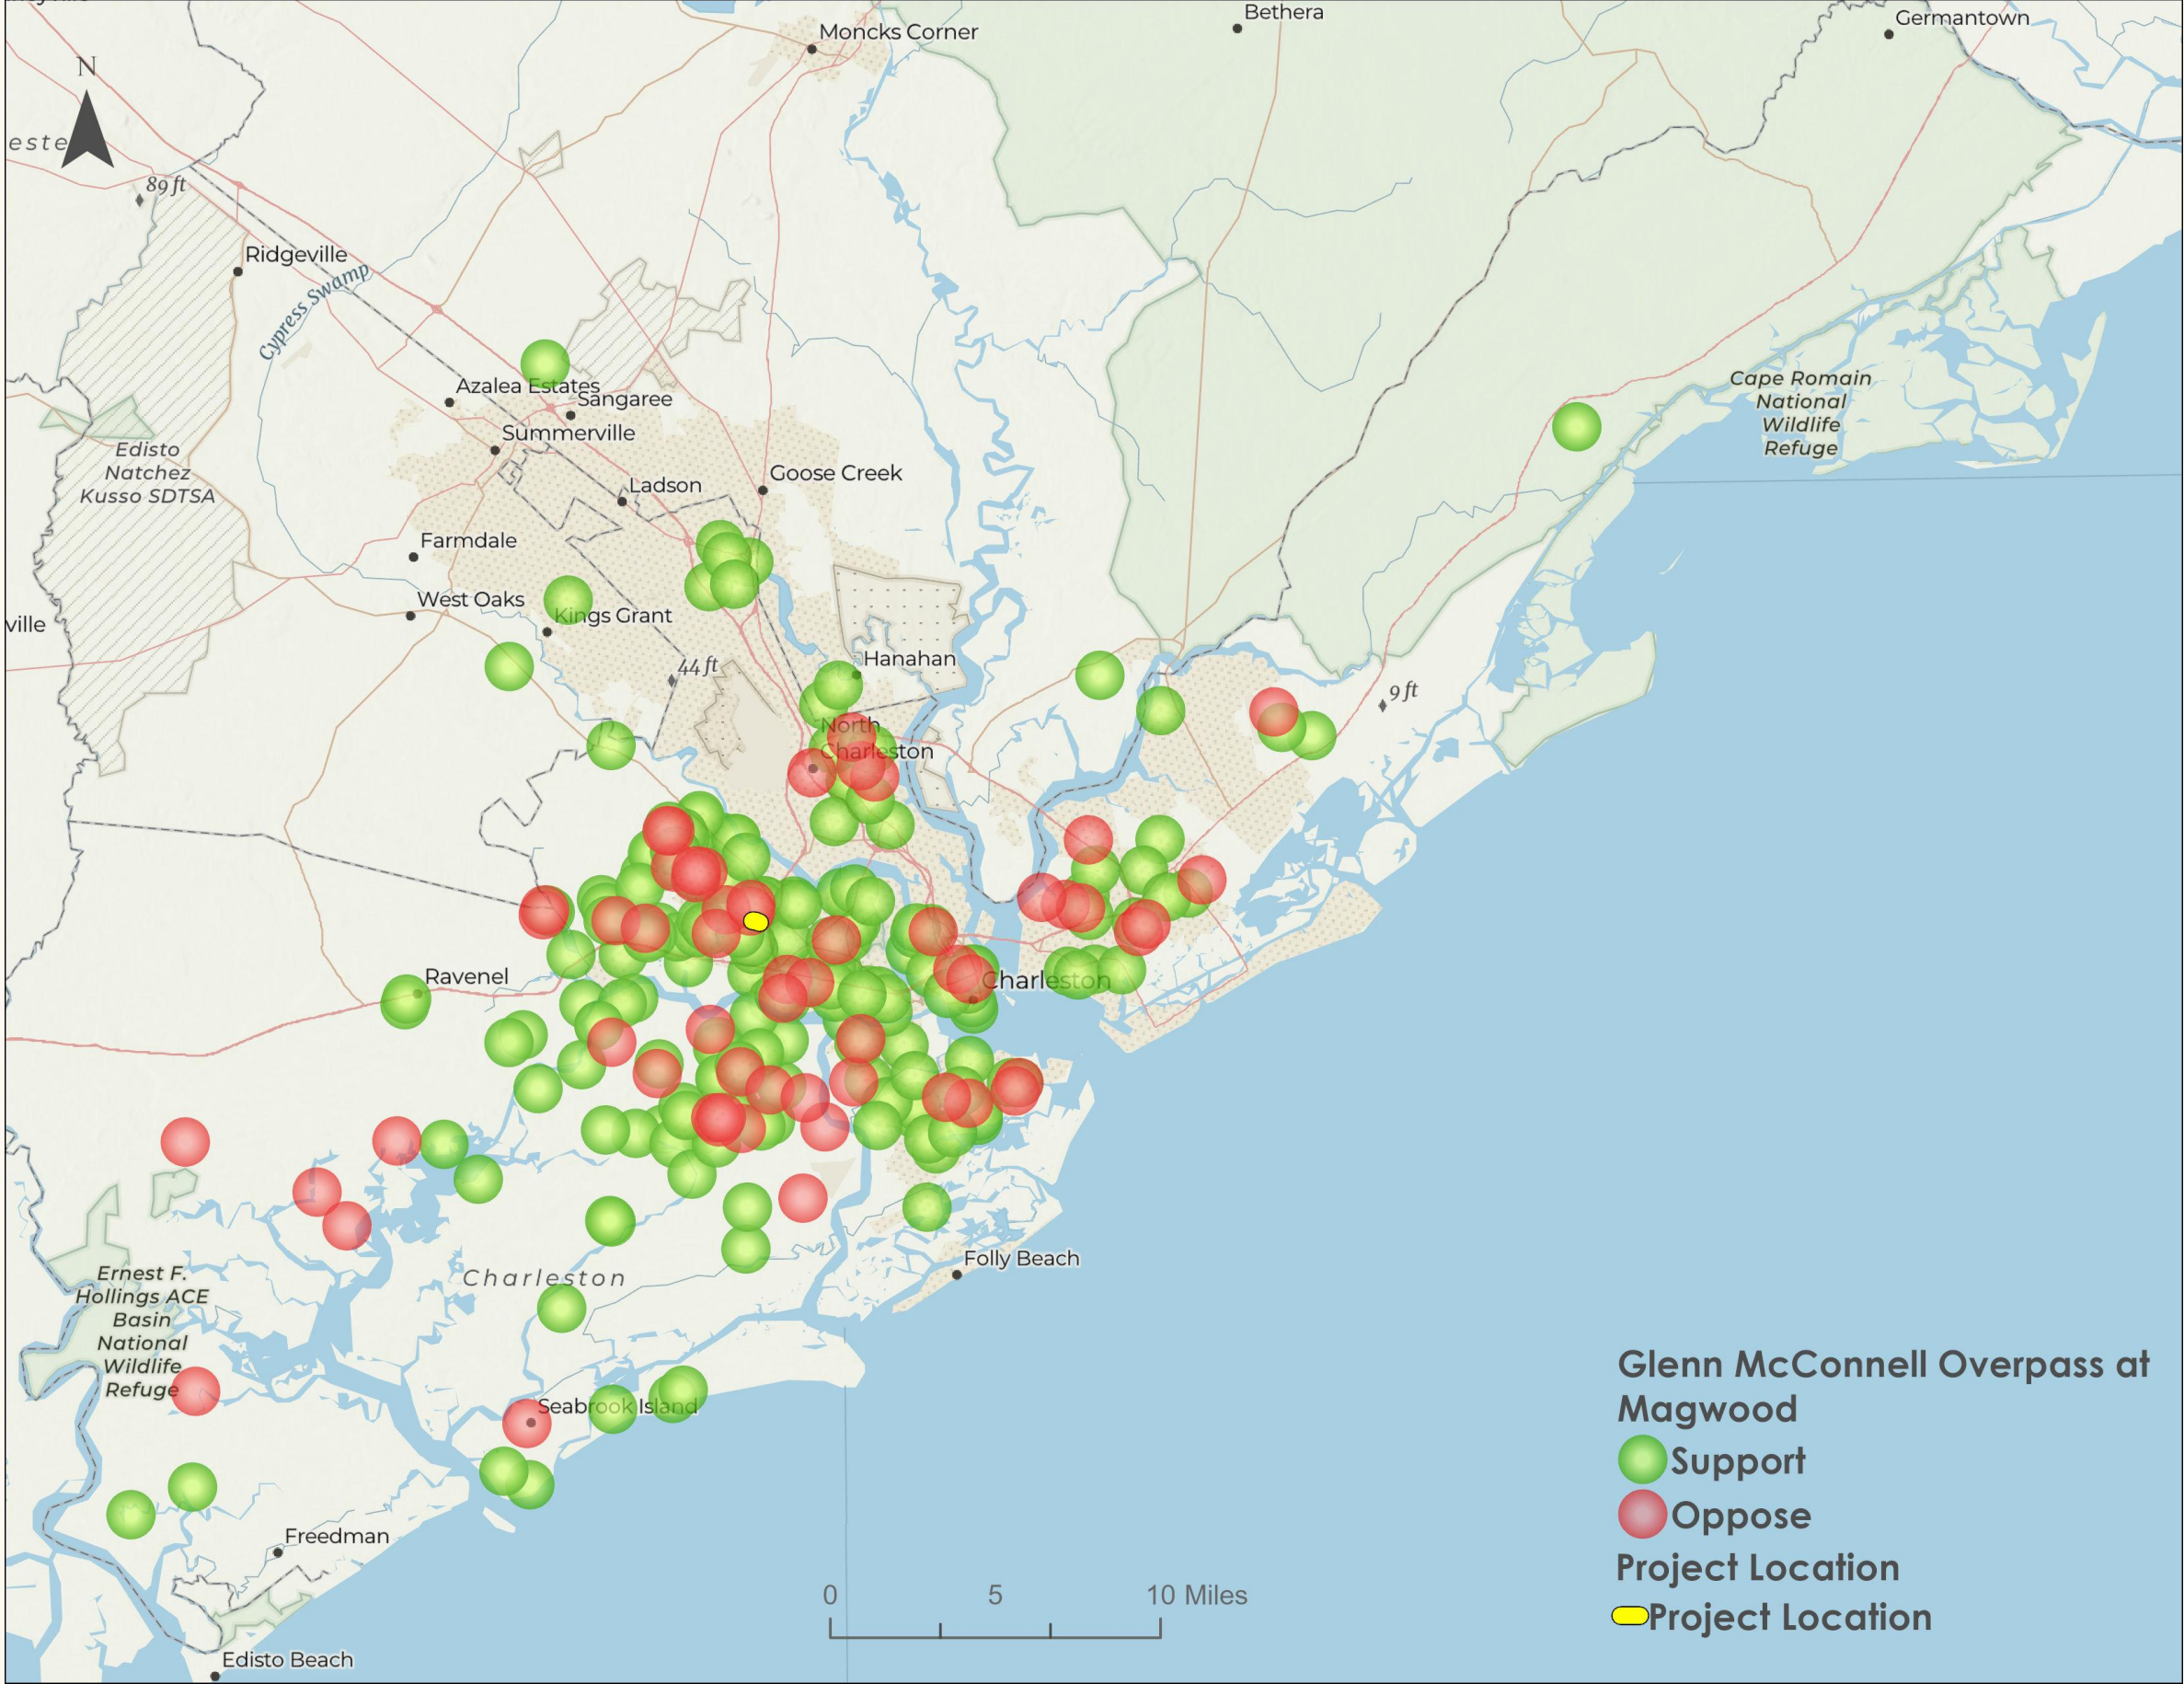 Bethera
Germantown
Moncks Corner
N
este
89 ft
Ridgeville
Cypress Swamp
Azalea Estates
Sangaree
Cape Romain
National
Wildlife
Refuge
Summerville
Edisto
Natchez
Kusso SDTSA
Goose Creek
Ladson
Farmdale
West Oaks
Kings Grant
ville
Hanahan
44 ft
9 ft
North
Charleston
Ravenel
Charleston
Folly Beach
Charleston
Ernest F.
Hollings ACE
Basin
National
Wildlife
Refuge
Seabrook Island
Freedman
Edisto Beach
0 5 10 Miles
Glenn McConnell Overpass at
Magwood
Support
Oppose
Project Location
Project Location